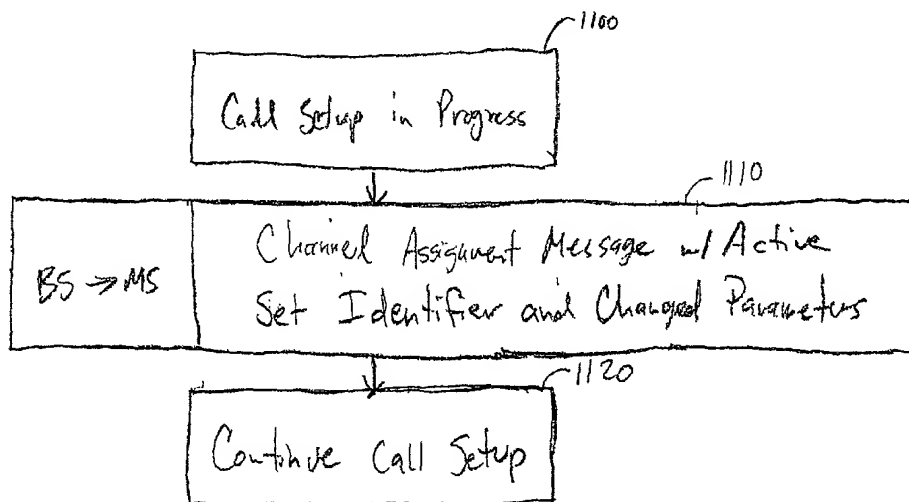 1100
Call Setup in Progress
1110
BS → MS
Channel Assignment Message w/ Active
Set Identifier and Changed Parameters
1120
Continue Call Setup